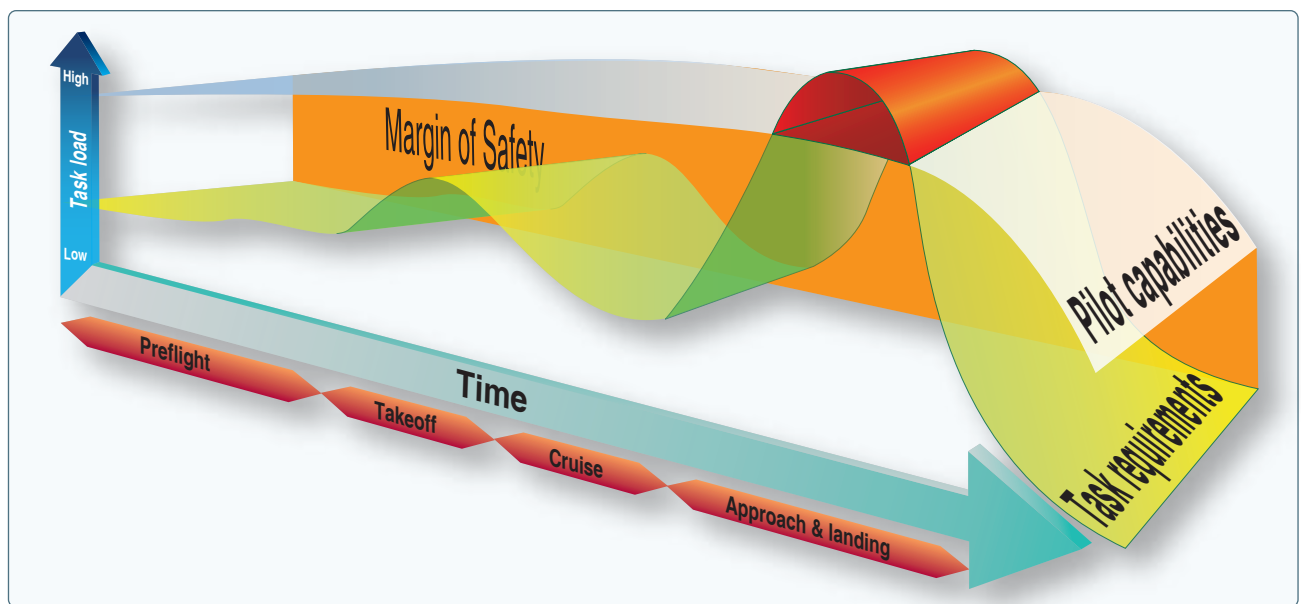 High
Task load
Low
Margin of Safety
Pilot capabilities
Task requirements
Time
Preflight
Takeoff
Cruise
Approach & landing